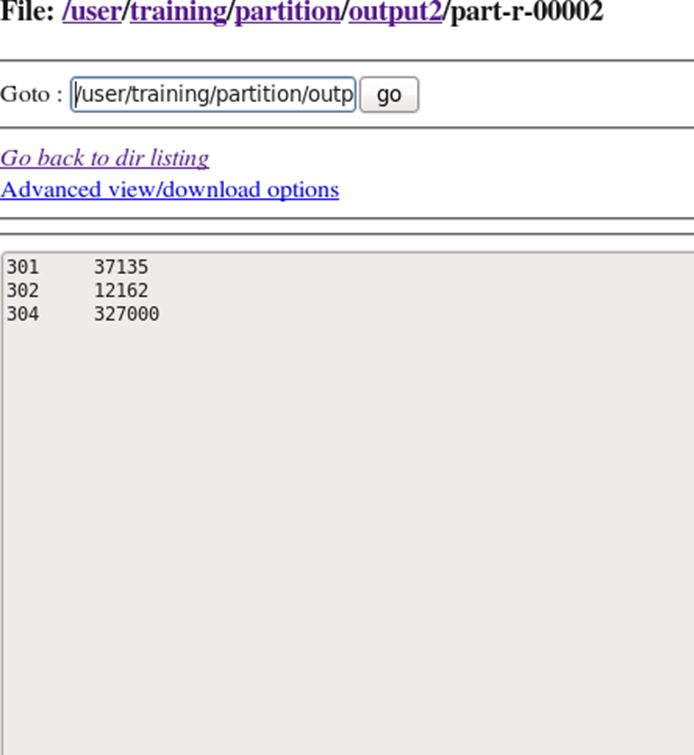 File: /user/training/partition/output2/part-r-00002
Goto : /user/training/partition/outp go
Go back to dir listing
Advanced view/download options
301 37135
302 12162
304 327000